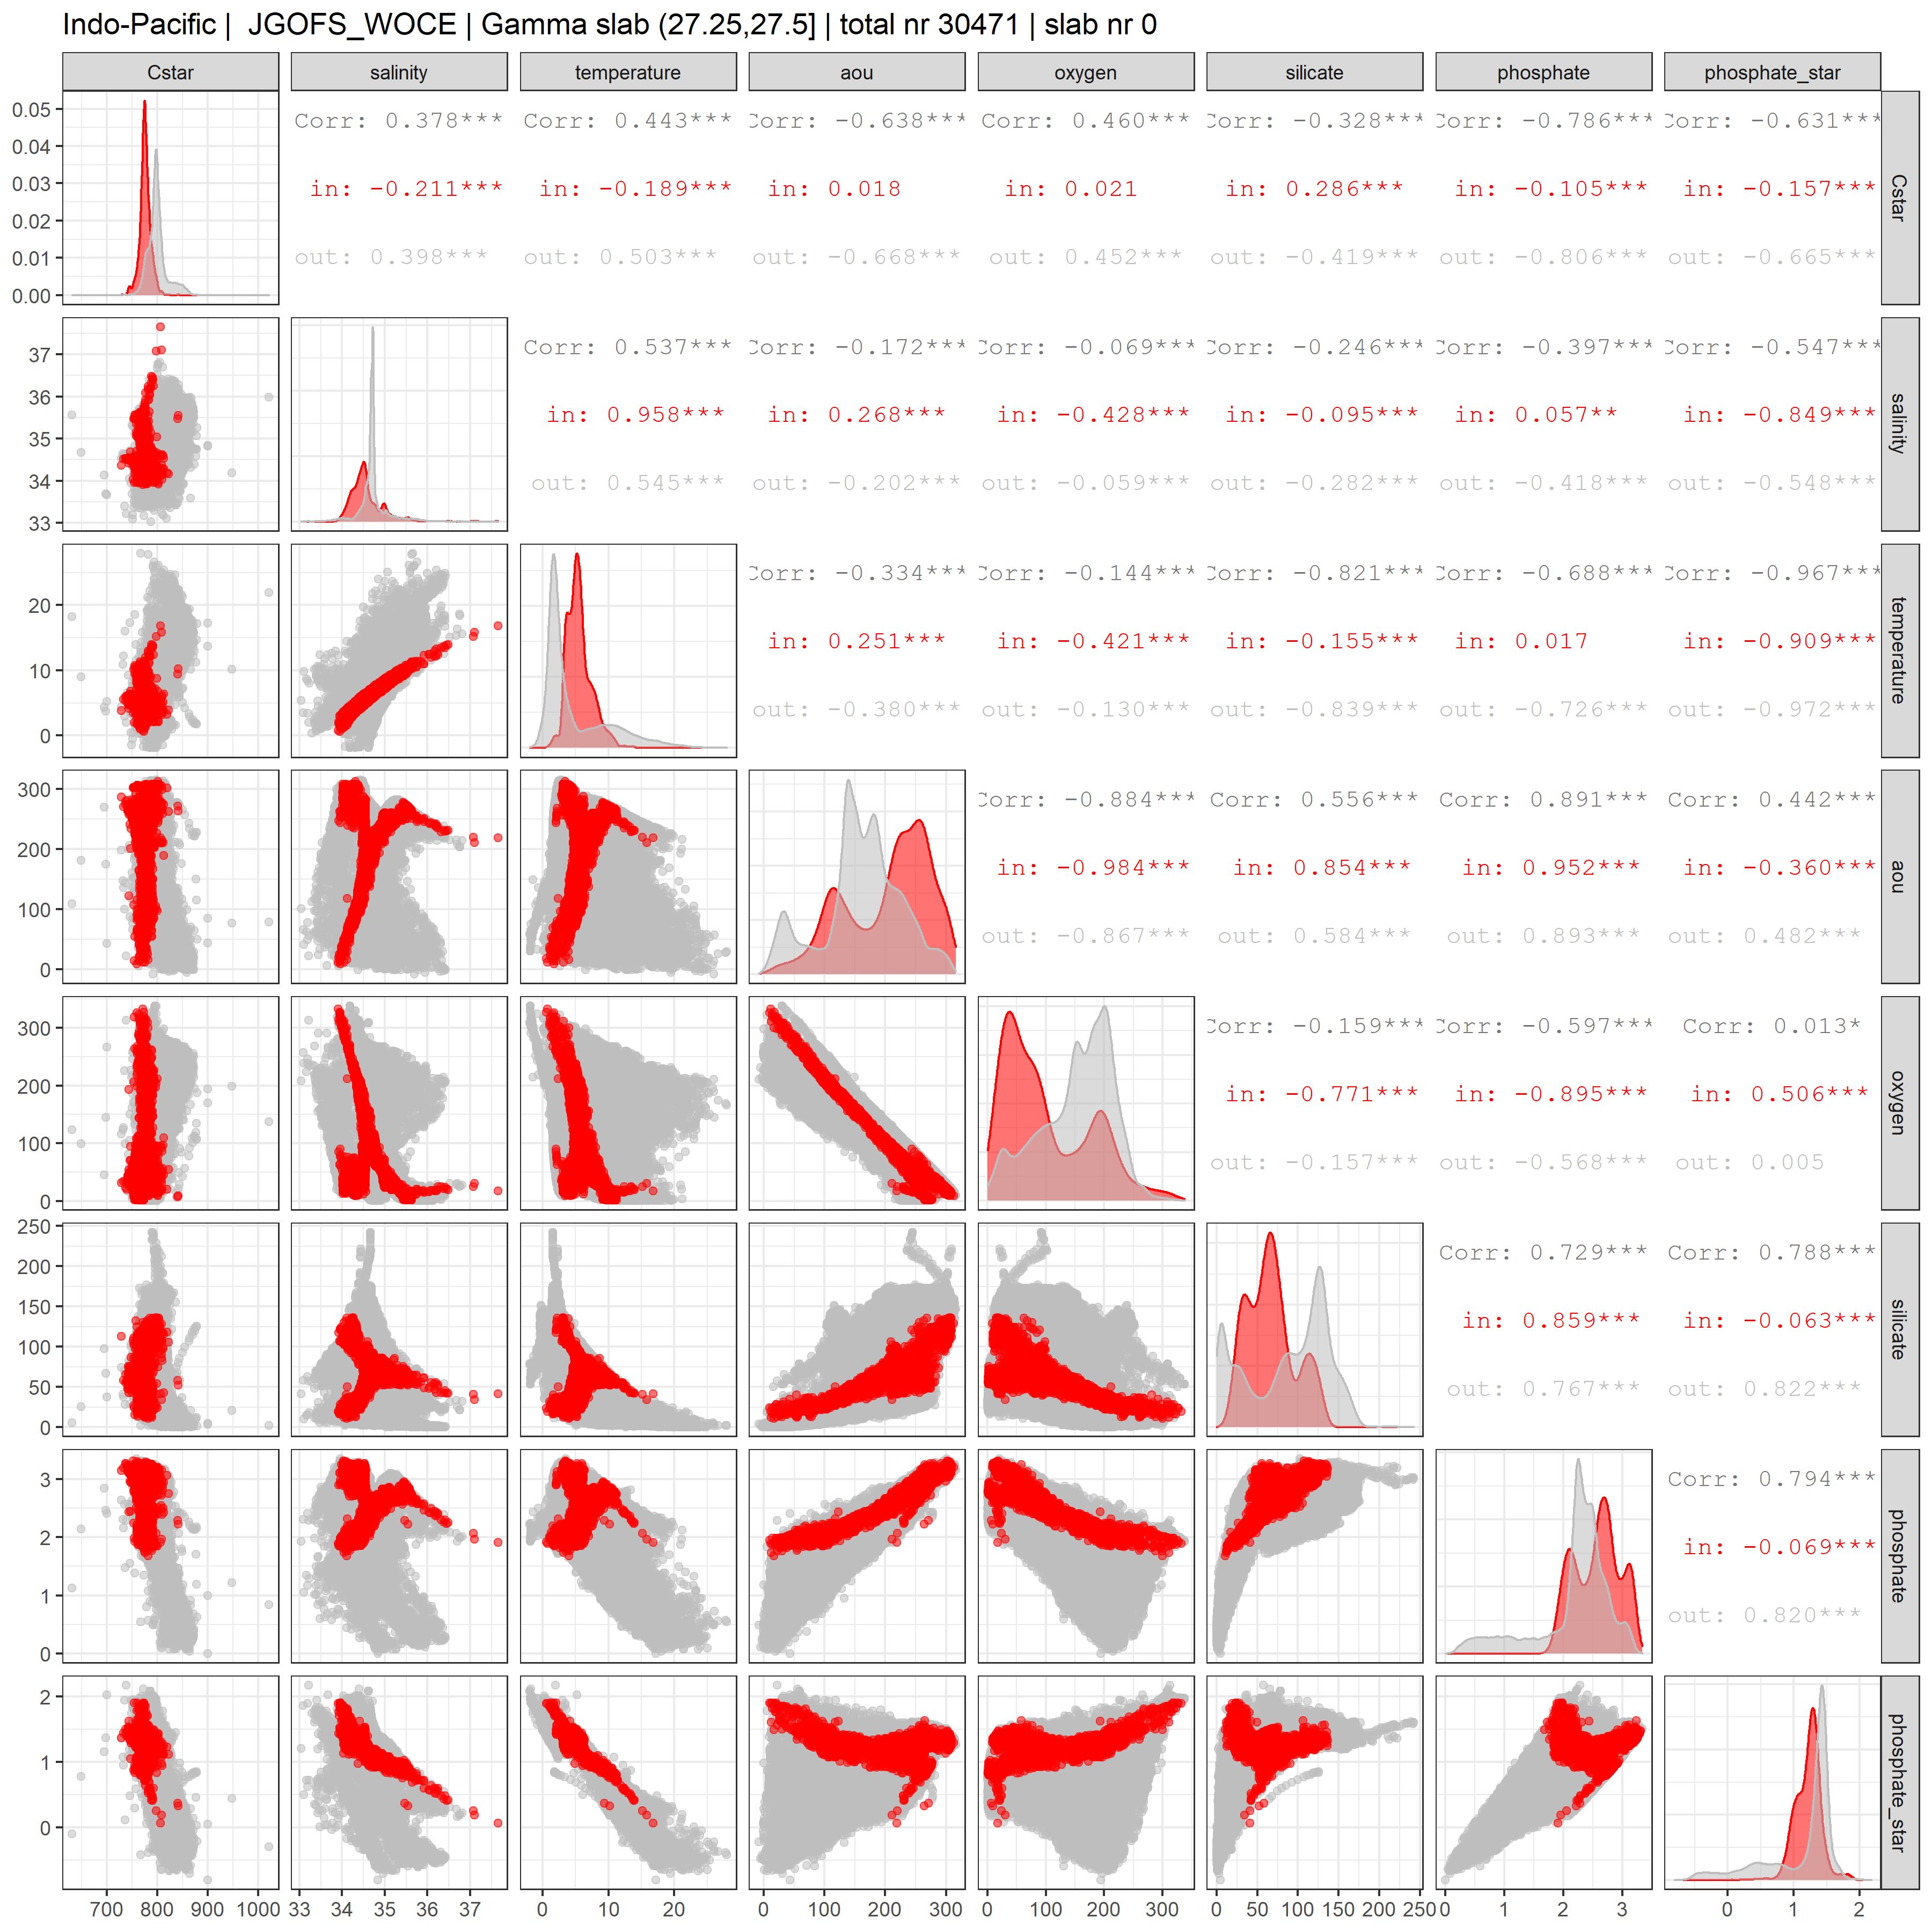 Indo-Pacific | JGOFS_WOCE | Gamma slab (27.25,27.5] | total nr 30471 | slab nr 0
Cstar salinity temperature aou oxygen silicate phosphate phosphate_star
0.05
0.04
0.03
0.02
0.01
0.00
Corr: 0.378*** Corr: 0.443*** Corr: -0.638*** Corr: 0.460*** Corr: -0.328*** Corr: -0.786*** Corr: -0.631***
in: -0.211*** in: -0.189*** in: 0.018 in: 0.021 in: 0.286*** in: -0.105*** in: -0.157***
out: 0.398*** out: 0.503*** out: -0.668*** out: 0.452*** out: -0.419*** out: -0.806*** out: -0.665***
Cstar
37
36
35
34
33
Corr: 0.537*** Corr: -0.172*** Corr: -0.069*** Corr: -0.246*** Corr: -0.397*** Corr: -0.547***
in: 0.958*** in: 0.268*** in: -0.428*** in: -0.095*** in: 0.057** in: -0.849***
out: 0.545*** out: -0.202*** out: -0.059*** out: -0.282*** out: -0.418*** out: -0.548***
salinity
20
10
0
Corr: -0.334*** Corr: -0.144*** Corr: -0.821*** Corr: -0.688*** Corr: -0.967***
in: 0.251*** in: -0.421*** in: -0.155*** in: 0.017 in: -0.909***
out: -0.380*** out: -0.130*** out: -0.839*** out: -0.726*** out: -0.972***
temperature
300
200
100
0
Corr: -0.884*** Corr: 0.556*** Corr: 0.891*** Corr: 0.442***
in: -0.984*** in: 0.854*** in: 0.952*** in: -0.360***
out: -0.867*** out: 0.584*** out: 0.893*** out: 0.482***
aou
300
200
100
0
Corr: -0.159*** Corr: -0.597*** Corr: 0.013*
in: -0.771*** in: -0.895*** in: 0.506***
out: -0.157*** out: -0.568*** out: 0.005
oxygen
250
200
150
100
50
0
Corr: 0.729*** Corr: 0.788***
in: 0.859*** in: -0.063***
out: 0.767*** out: 0.822***
silicate
3
2
1
0
Corr: 0.794***
in: -0.069***
out: 0.820***
phosphate
2
1
0
phosphate_star
700 800 900 1000 33 34 35 36 37 0 10 20 0 100 200 300 0 100 200 300 0 50 100 150 200 250 0 1 2 3 0 1 2